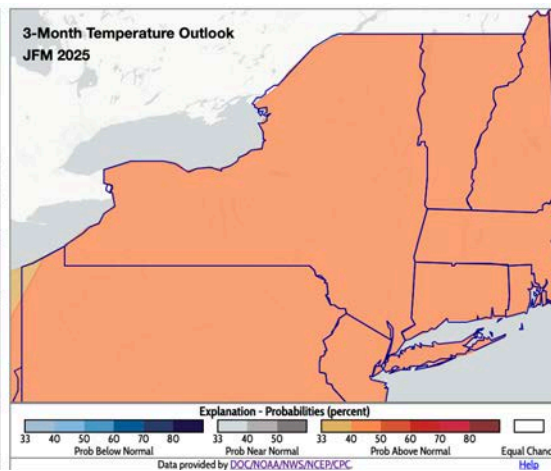 3-Month Temperature Outlook
JFM 2025
Explanation - Probabilities (percent)
33 40 50 60 70 80 33 40 50 33 40 50 60 70 80
Prob Below Normal Prob Near Normal Prob Above Normal Equal Chanc
Data provided by DOC/NOAA/NWS/NCEP/CPC. Help